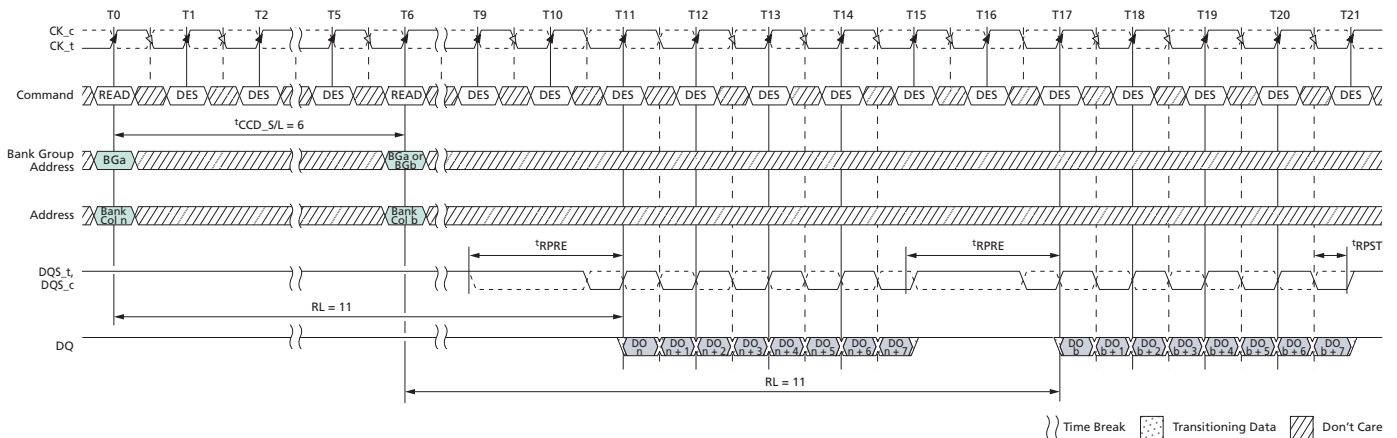 T0 T1 T2 T5 T6 T9 T10 T11 T12 T13 T14 T15 T16 T17 T18 T19 T20 T21
CK_c
CK_t
Command READ DES DES DES READ DES DES DES DES DES DES DES DES DES DES DES DES DES
tCCD_S/L = 6
Bank Group
Address
BGa
BGa or
BGb
Address
Bank
Col n
Bank
Col b
tRPRE tRPRE tRPST
DQS_t,
DQS_c
RL = 11
DQ
DO
n
DO
n + 1
DO
n + 2
DO
n + 3
DO
n + 4
DO
n + 5
DO
n + 6
DO
n + 7
DO
b
DO
b + 1
DO
b + 2
DO
b + 3
DO
b + 4
DO
b + 5
DO
b + 6
DO
b + 7
RL = 11
Time Break Transitioning Data Don't Care